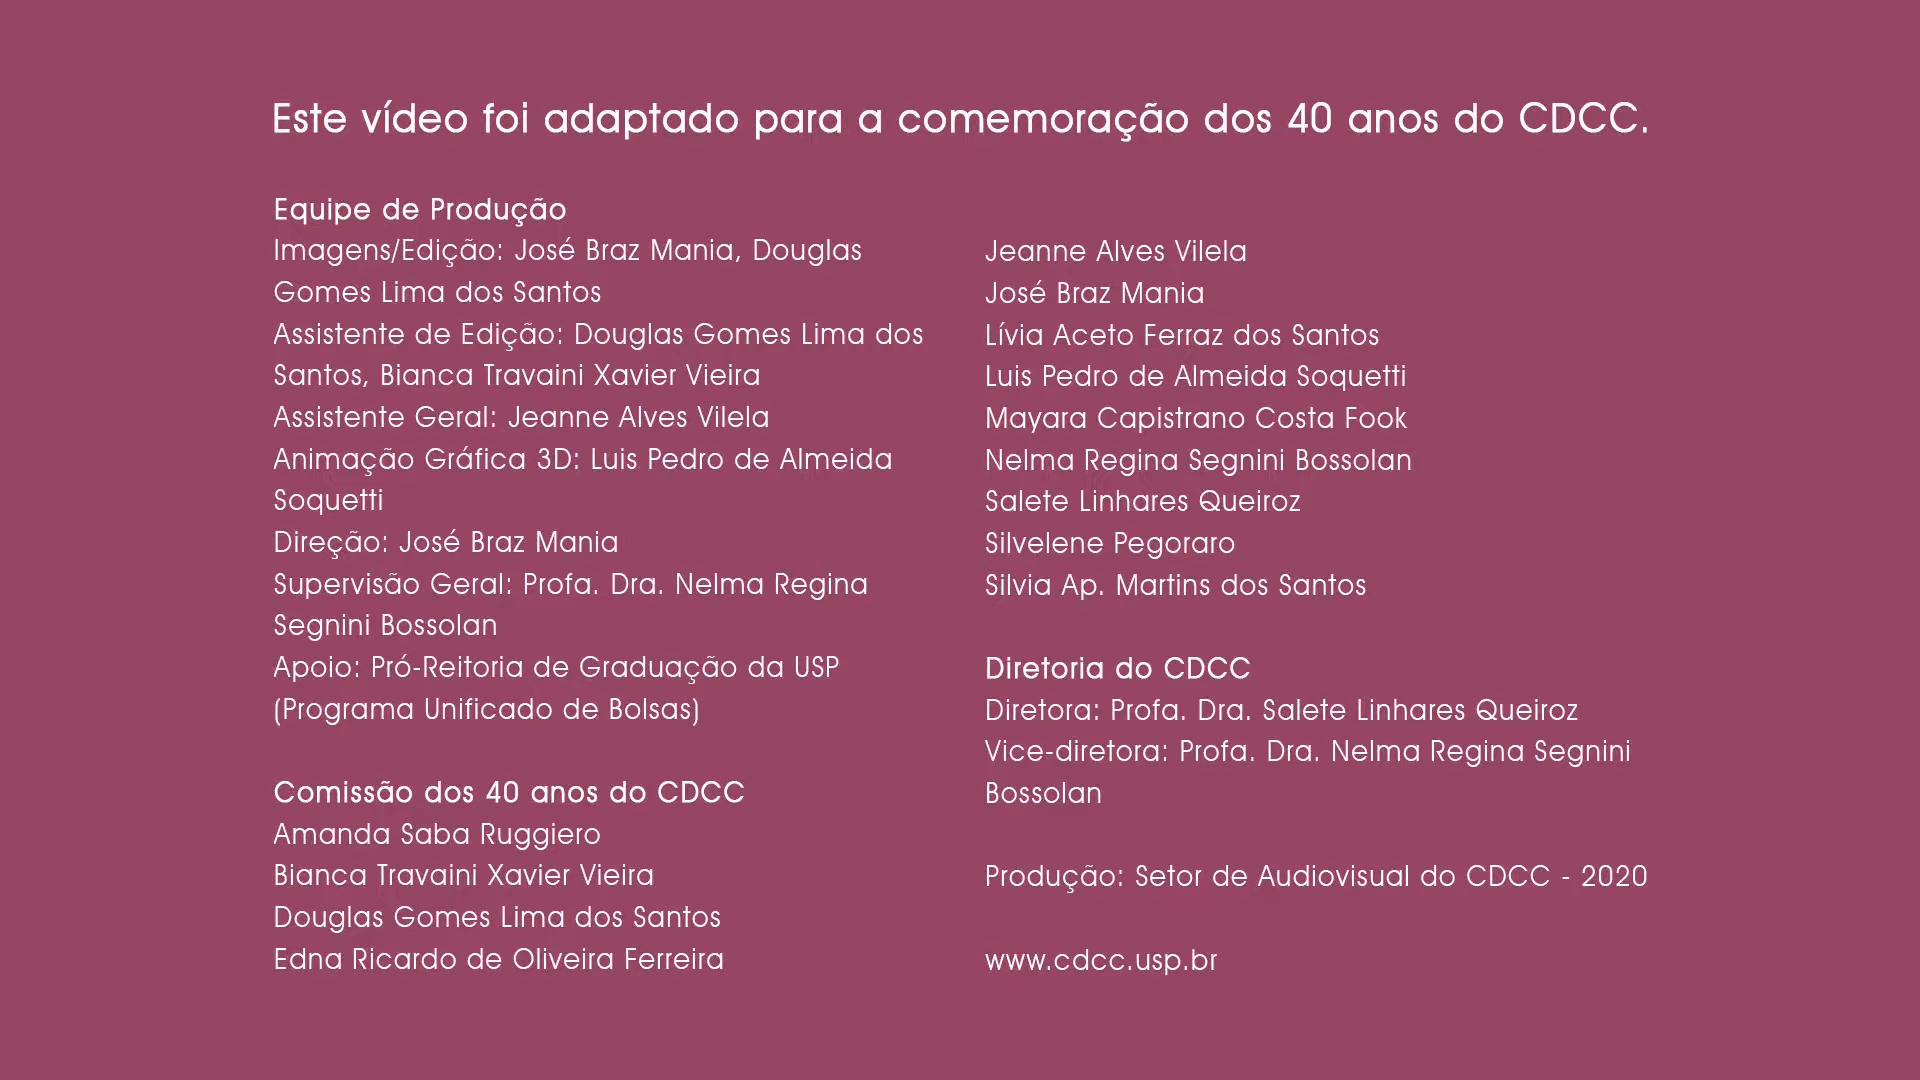 Este vídeo foi adaptado para a comemoração dos 40 anos do CDCC.
Equipe de Produção
Imagens/Edição: José Braz Mania, Douglas
Gomes Lima dos Santos
Assistente de Edição: Douglas Gomes Lima dos
Santos, Bianca Travaini Xavier Vieira
Assistente Geral: Jeanne Alves Vilela
Animação Gráfica 3D: Luis Pedro de Almeida
Soquetti
Direção: José Braz Mania
Supervisão Geral: Profa. Dra. Nelma Regina
Segnini Bossolan
Apoio: Pró-Reitoria de Graduação da USP
(Programa Unificado de Bolsas)
Comissão dos 40 anos do CDCC
Amanda Saba Ruggiero
Bianca Travaini Xavier Vieira
Douglas Gomes Lima dos Santos
Edna Ricardo de Oliveira Ferreira
Jeanne Alves Vilela
José Braz Mania
Lívia Aceto Ferraz dos Santos
Luis Pedro de Almeida Soquetti
Mayara Capistrano Costa Fook
Nelma Regina Segnini Bossolan
Salete Linhares Queiroz
Silvelene Pegoraro
Silvia Ap. Martins dos Santos
Diretoria do CDCC
Diretora: Profa. Dra. Salete Linhares Queiroz
Vice-diretora: Profa. Dra. Nelma Regina Segnini
Bossolan
Produção: Setor de Audiovisual do CDCC - 2020
www.cdcc.usp.br